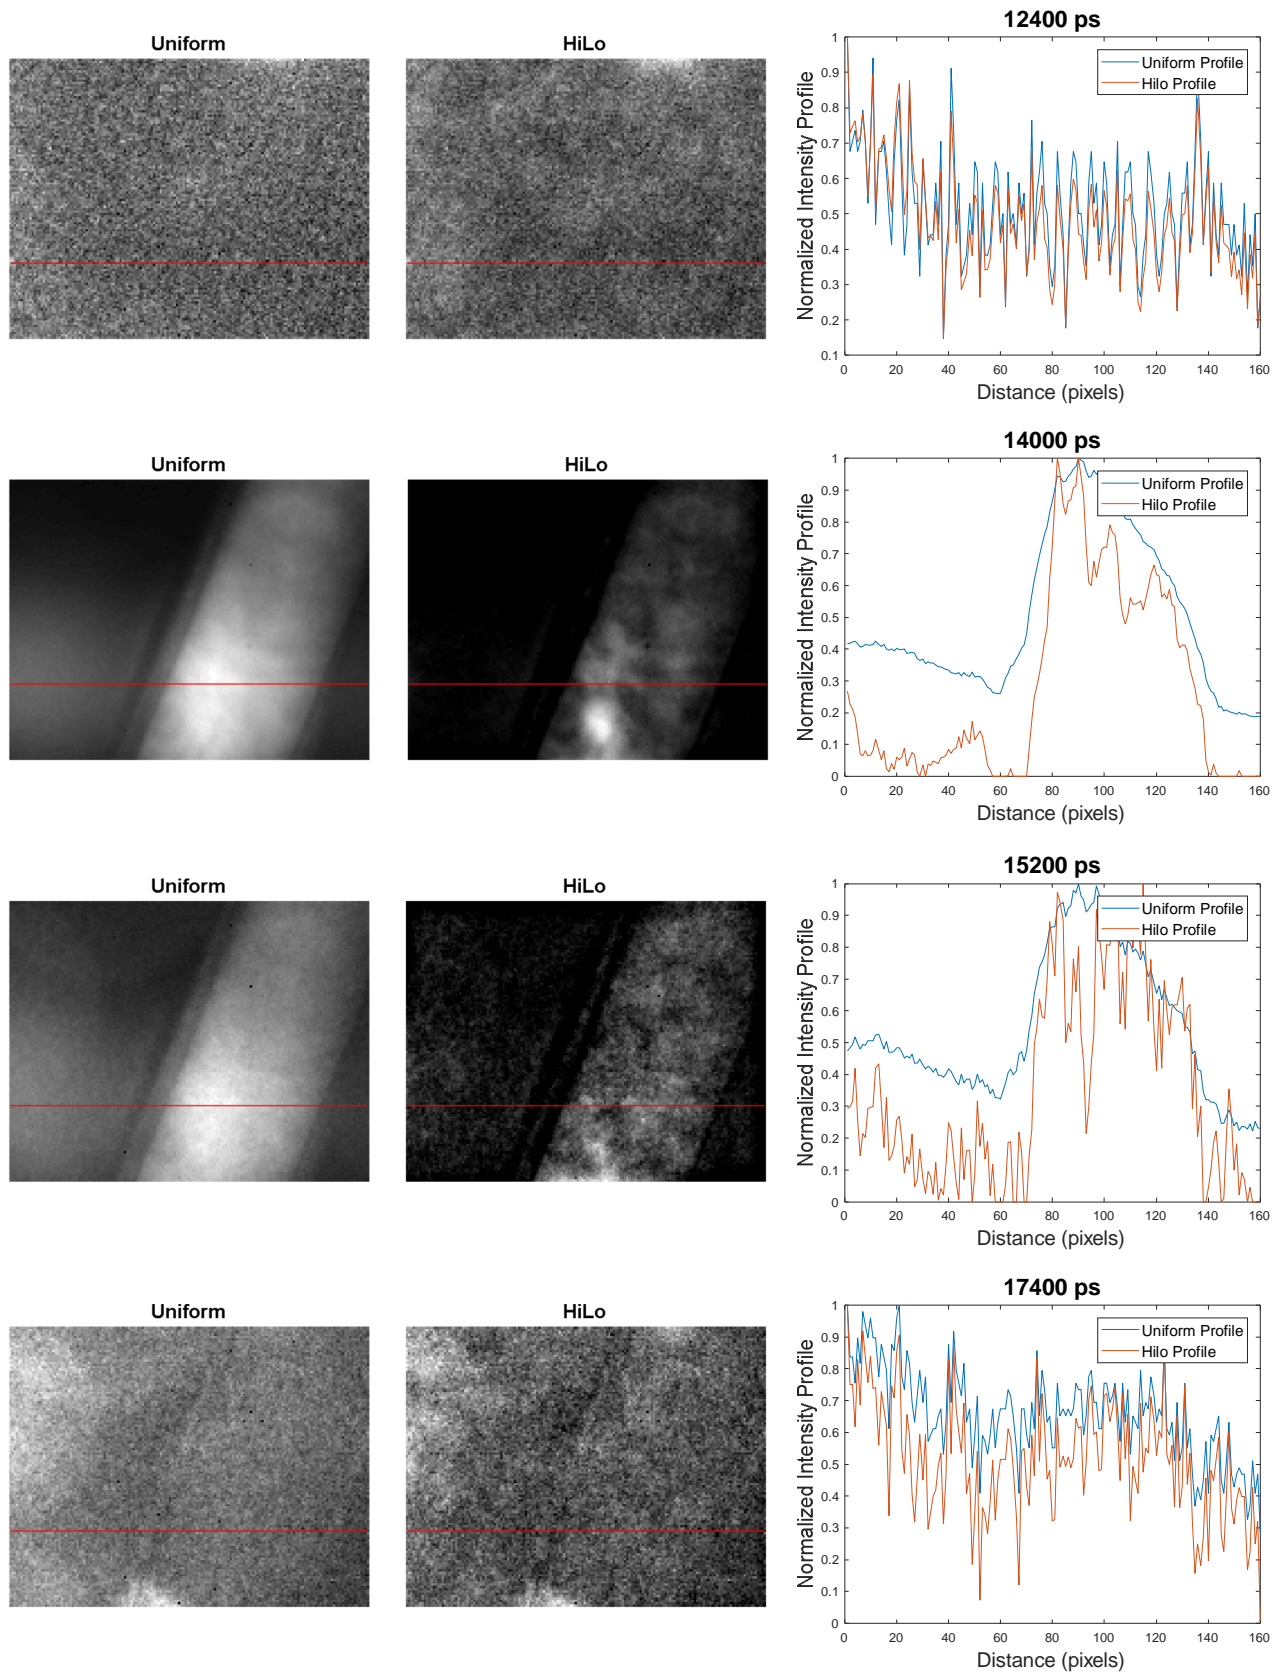 Uniform
HiLo
12400 ps
Normalized Intensity Profile
1
0.9
0.8
0.7
0.6
0.5
0.4
0.3
0.2
0.1
Uniform Profile
Hilo Profile
0 20 40 60 80 100 120 140 160
Distance (pixels)
Uniform
HiLo
14000 ps
Normalized Intensity Profile
1
0.9
0.8
0.7
0.6
0.5
0.4
0.3
0.2
0.1
0
Uniform Profile
Hilo Profile
0 20 40 60 80 100 120 140 160
Distance (pixels)
Uniform
HiLo
15200 ps
Normalized Intensity Profile
1
0.9
0.8
0.7
0.6
0.5
0.4
0.3
0.2
0.1
0
Uniform Profile
Hilo Profile
0 20 40 60 80 100 120 140 160
Distance (pixels)
Uniform
HiLo
17400 ps
Normalized Intensity Profile
1
0.9
0.8
0.7
0.6
0.5
0.4
0.3
0.2
0.1
0
Uniform Profile
Hilo Profile
0 20 40 60 80 100 120 140 160
Distance (pixels)